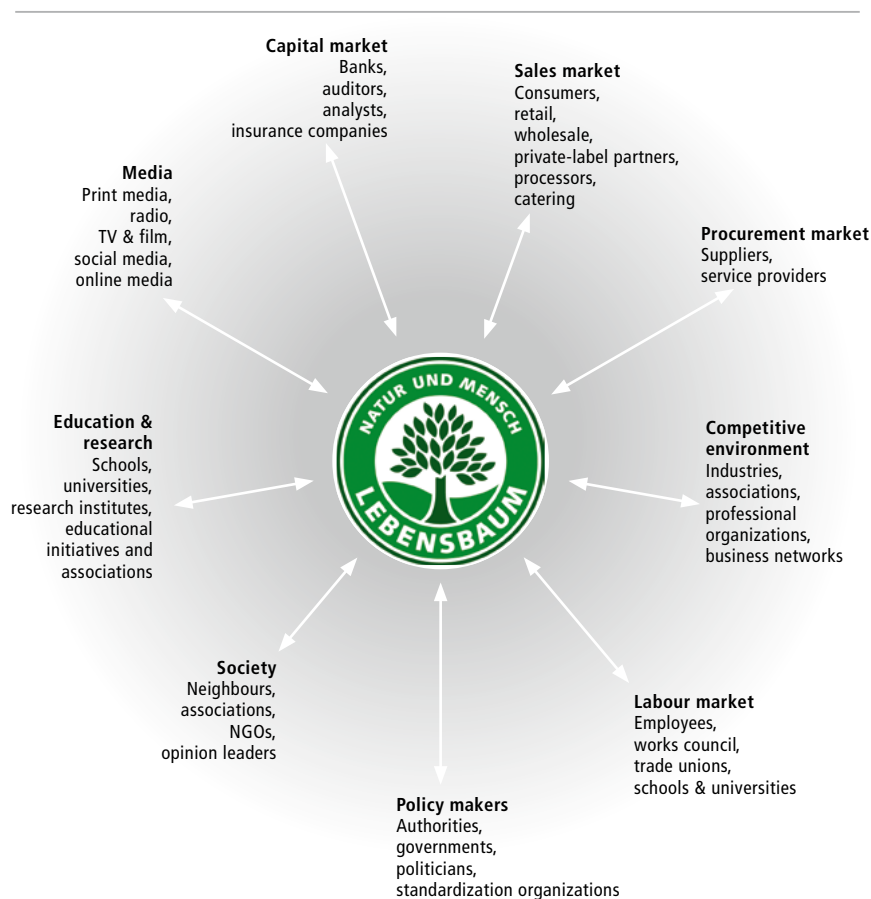 Capital market
Banks,
auditors,
analysts,
insurance companies
Sales market
Consumers,
retail,
wholesale,
private-label partners,
processors,
catering
Media
Print media,
radio,
TV & film,
social media,
online media
Procurement market
Suppliers,
service providers
NATUR UND MENSCH
LEBENSBAUM
Education &
research
Schools,
universities,
research institutes,
educational
initiatives and
associations
Competitive
environment
Industries,
associations,
professional
organizations,
business networks
Society
Neighbours,
associations,
NGOs,
opinion leaders
Labour market
Employees,
works council,
trade unions,
schools & universities
Policy makers
Authorities,
governments,
politicians,
standardization organizations